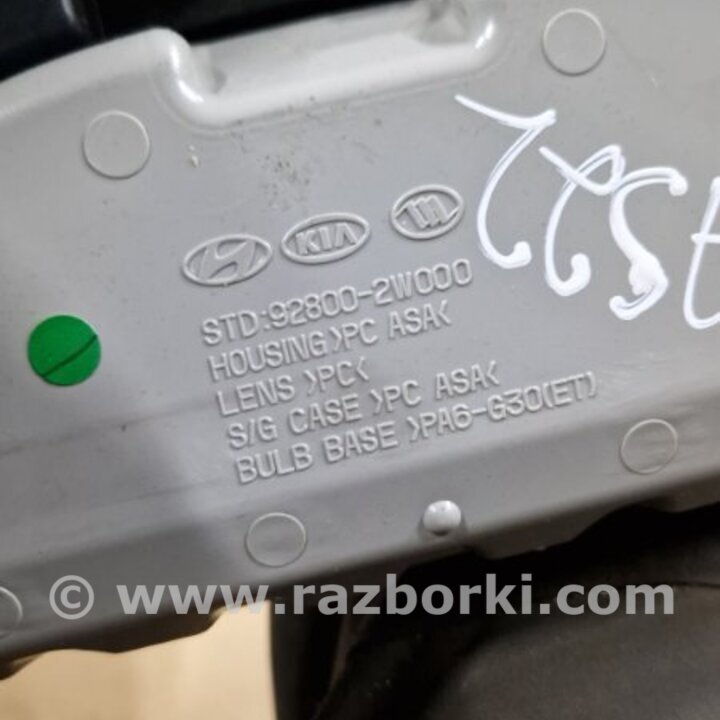 KIA
STD:92800-2W000
HOUSING >PC ASA<
LENS >PC<
S/G CASE >PC ASA<
BULB BASE >PA6-G30(ET)
© www.razborki.com